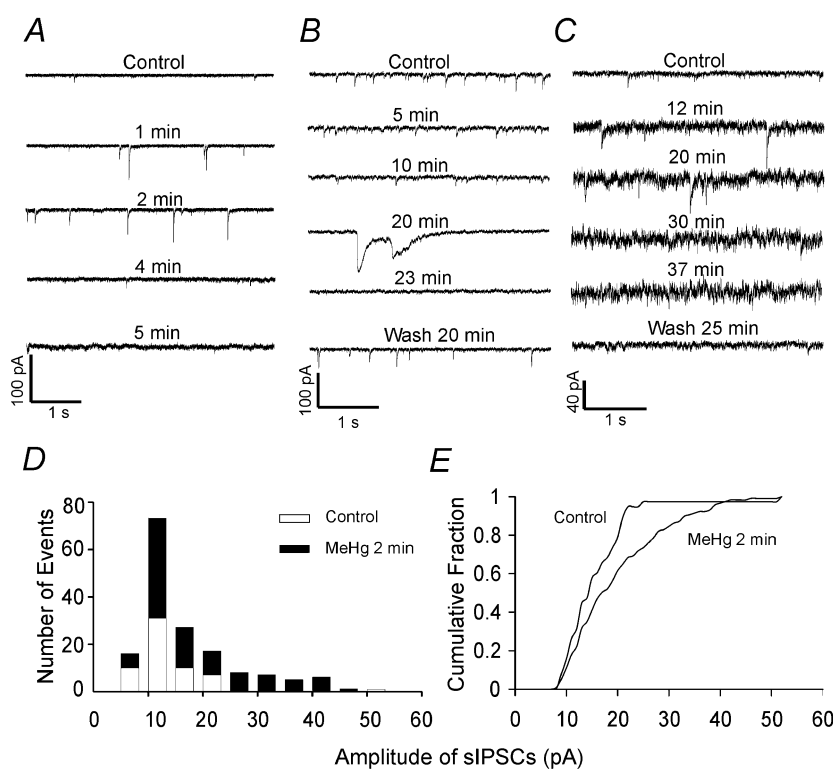 A
Control
1 min
2 min
4 min
5 min
100 pA
1 s
B
Control
5 min
10 min
20 min
23 min
Wash 20 min
100 pA
1 s
C
Control
12 min
20 min
30 min
37 min
Wash 25 min
40 pA
1 s
D
Number of Events
80
60
40
20
0
0 10 20 30 40 50 60
Control
MeHg 2 min
E
Cumulative Fraction
1
0.8
0.6
0.4
0.2
0
0 10 20 30 40 50 60
Control
MeHg 2 min
Amplitude of sIPSCs (pA)